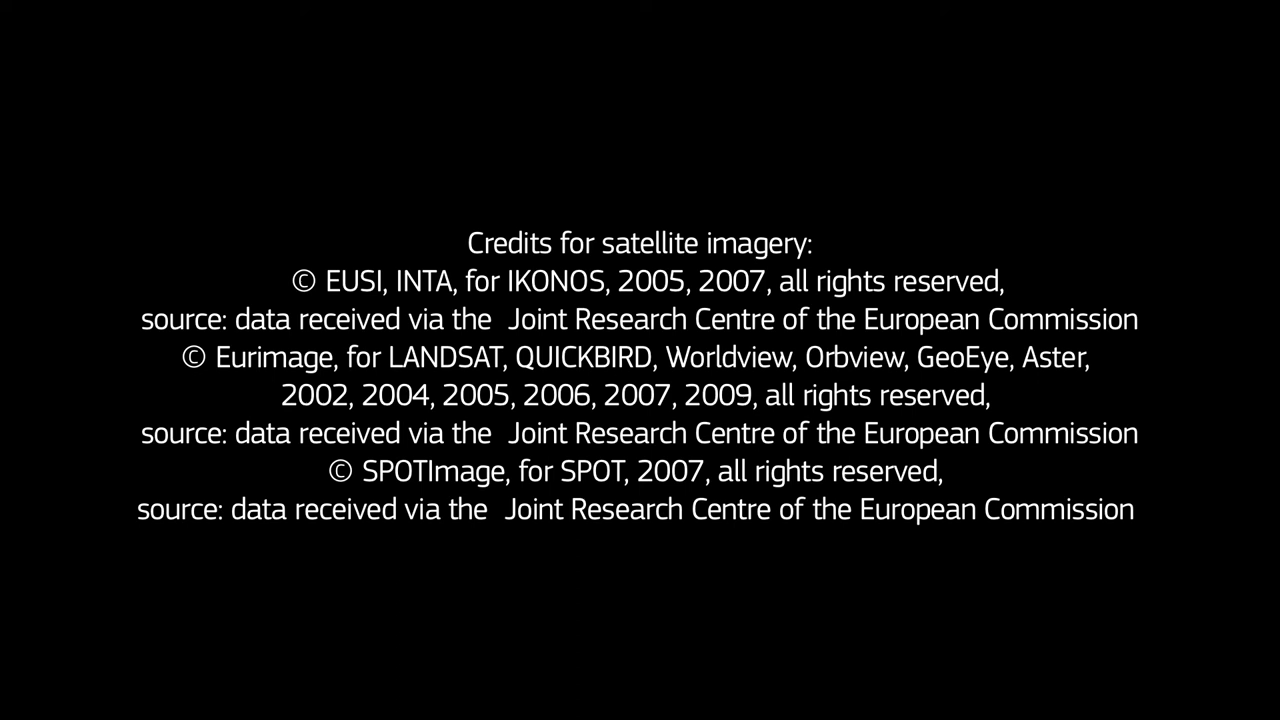 Credits for satellite imagery:
© EUSI, INTA, for IKONOS, 2005, 2007, all rights reserved,
source: data received via the  Joint Research Centre of the European Commission
© Eurimage, for LANDSAT, QUICKBIRD, Worldview, Orbview, GeoEye, Aster,
2002, 2004, 2005, 2006, 2007, 2009, all rights reserved,
source: data received via the  Joint Research Centre of the European Commission
© SPOTImage, for SPOT, 2007, all rights reserved,
source: data received via the  Joint Research Centre of the European Commission